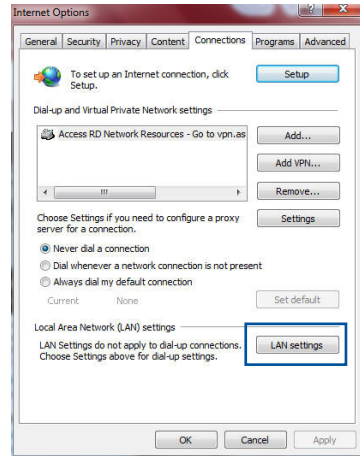 Internet Options
General Security Privacy Content Connections Programs Advanced
To set up an Internet connection, click
Setup.
Setup
Dial-up and Virtual Private Network settings
Access RD Network Resources - Go to vpn.as
Add...
Add VPN...
Remove...
Choose Settings if you need to configure a proxy
server for a connection.
Settings
Never dial a connection
Dial whenever a network connection is not present
Always dial my default connection
Current None
Set default
Local Area Network (LAN) settings
LAN Settings do not apply to dial-up connections.
Choose Settings above for dial-up settings.
LAN settings
OK Cancel Apply